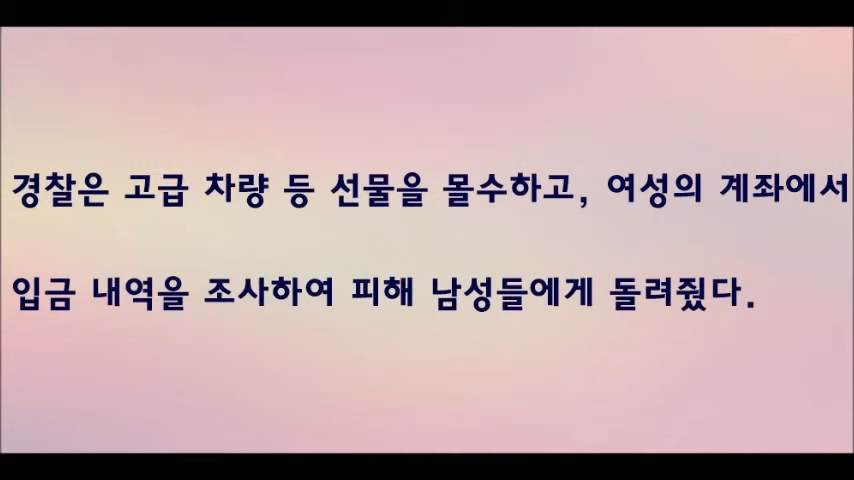 경찰은 고급 차량 등 선물을 몰수하고, 여성의 계좌에서
입금 내역을 조사하여 피해 남성들에게 돌려줬다.